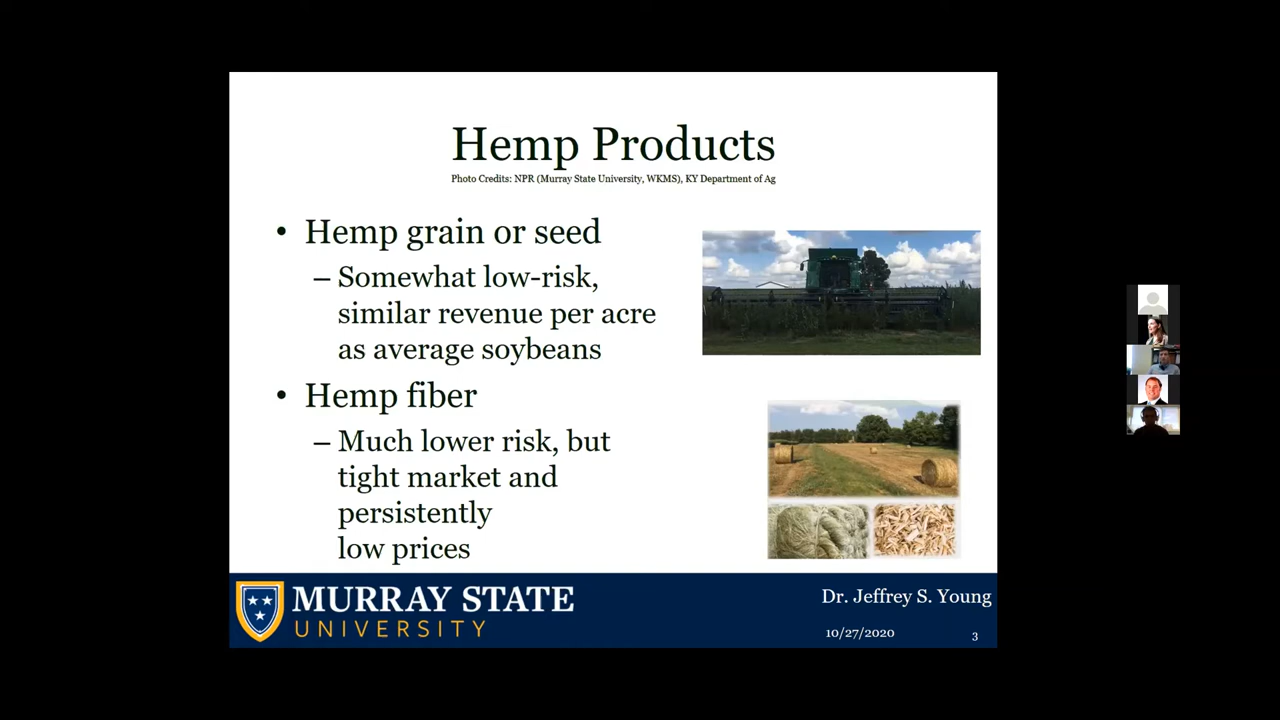 Hemp Products
Photo Credits: NPR (Murray State University, WKMS), KY Department of Ag
• Hemp grain or seed
– Somewhat low-risk,
similar revenue per acre
as average soybeans
• Hemp fiber
– Much lower risk, but
tight market and
persistently
low prices
MURRAY STATE
UNIVERSITY
Dr. Jeffrey S. Young
10/27/2020
3